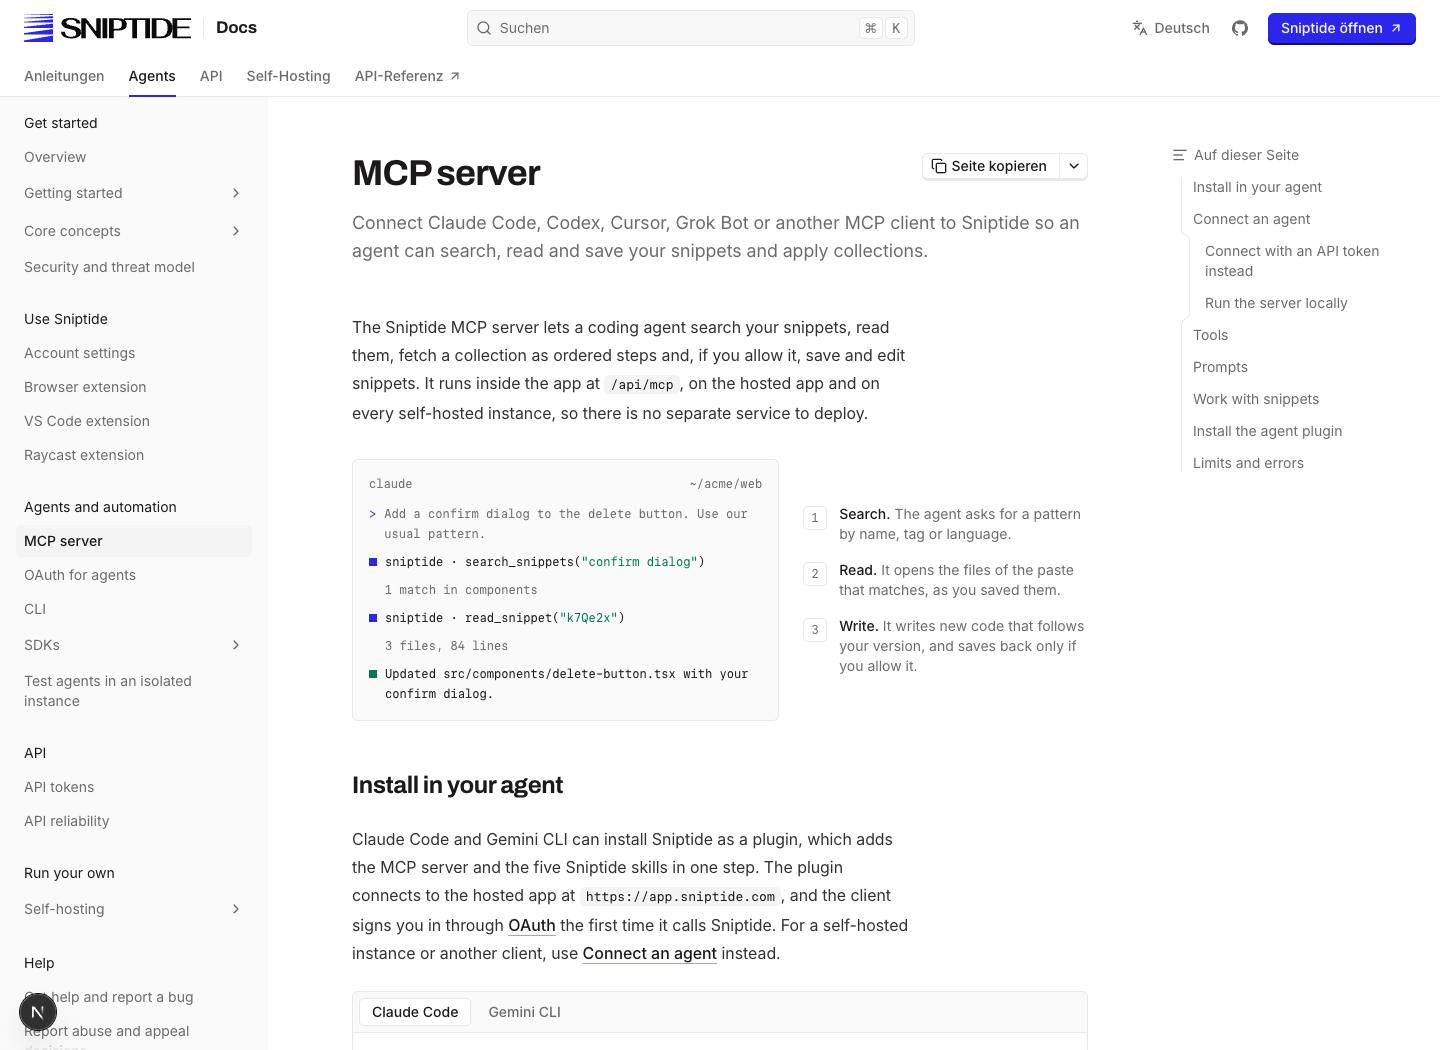 SNIPTIDE Docs
Suchen ⌘ K
Deutsch
Sniptide öffnen
Anleitungen Agents API Self-Hosting API-Referenz
Get started
Overview
Getting started
Core concepts
Security and threat model
Use Sniptide
Account settings
Browser extension
VS Code extension
Raycast extension
Agents and automation
MCP server
OAuth for agents
CLI
SDKs
Test agents in an isolated
instance
API
API tokens
API reliability
Run your own
Self-hosting
Help
help and report a bug
Report abuse and appeal
N
MCP server
Seite kopieren
Connect Claude Code, Codex, Cursor, Grok Bot or another MCP client to Sniptide so an
agent can search, read and save your snippets and apply collections.
The Sniptide MCP server lets a coding agent search your snippets, read
them, fetch a collection as ordered steps and, if you allow it, save and edit
snippets. It runs inside the app at /api/mcp, on the hosted app and on
every self-hosted instance, so there is no separate service to deploy.
claude ~/acme/web
> Add a confirm dialog to the delete button. Use our
usual pattern.
sniptide · search_snippets("confirm dialog")
1 match in components
sniptide · read_snippet("k7Qe2x")
3 files, 84 lines
Updated src/components/delete-button.tsx with your
confirm dialog.
1 Search. The agent asks for a pattern
by name, tag or language.
2 Read. It opens the files of the paste
that matches, as you saved them.
3 Write. It writes new code that follows
your version, and saves back only if
you allow it.
Install in your agent
Claude Code and Gemini CLI can install Sniptide as a plugin, which adds
the MCP server and the five Sniptide skills in one step. The plugin
connects to the hosted app at https://app.sniptide.com, and the client
signs you in through OAuth the first time it calls Sniptide. For a self-hosted
instance or another client, use Connect an agent instead.
Claude Code Gemini CLI
Auf dieser Seite
Install in your agent
Connect an agent
Connect with an API token
instead
Run the server locally
Tools
Prompts
Work with snippets
Install the agent plugin
Limits and errors